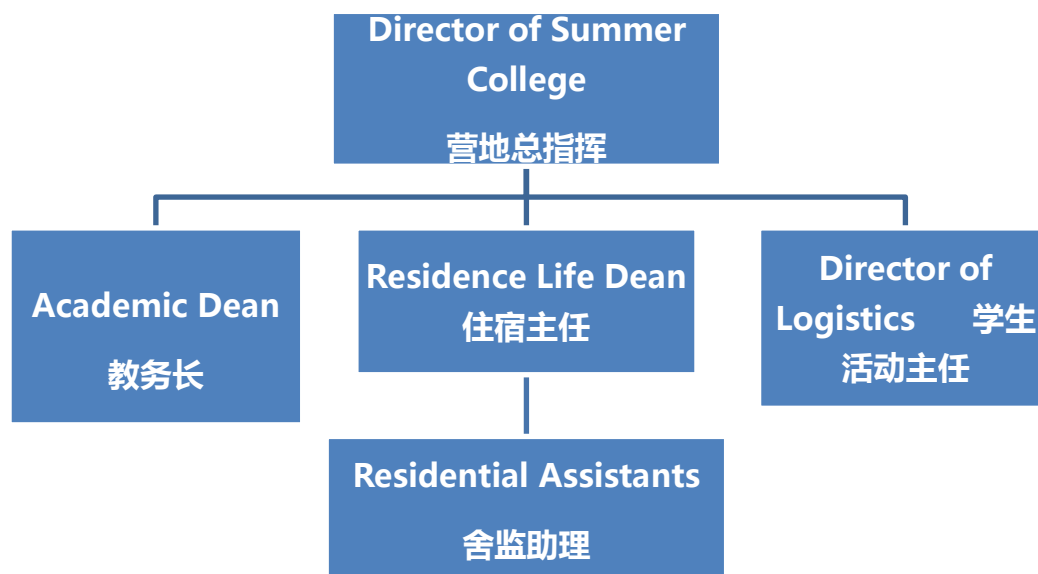 Director of Summer
College
营地总指挥
Academic Dean
教务长
Residence Life Dean
住宿主任
Director of
Logistics 学生
活动主任
Residential Assistants
舍监助理